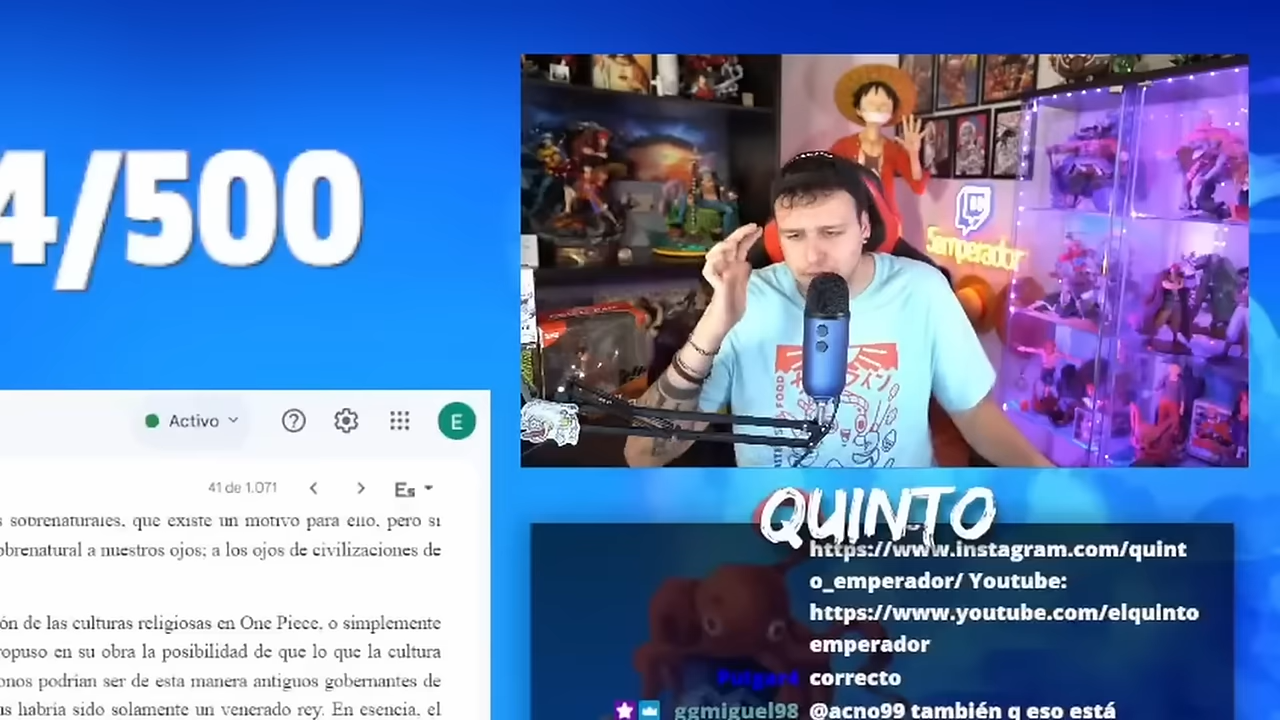 4/500
5emperador
Activo
E
41 de 1.071
Es
s sobrenaturales, que existe un motivo para ello, pero si
obrenatural a nuestros ojos; a los ojos de civilizaciones de
ón de las culturas religiosas en One Piece, o simplemente
ropuso en su obra la posibilidad de que lo que la cultura
onos podrían ser de esta manera antiguos gobernantes de
us habría sido solamente un venerado rey. En esencia, el
QUINTO
https://www.instagram.com/quint
o_emperador/ Youtube:
https://www.youtube.com/elquinto
emperador
correcto
ggmiguel98 @acno99 también q eso está